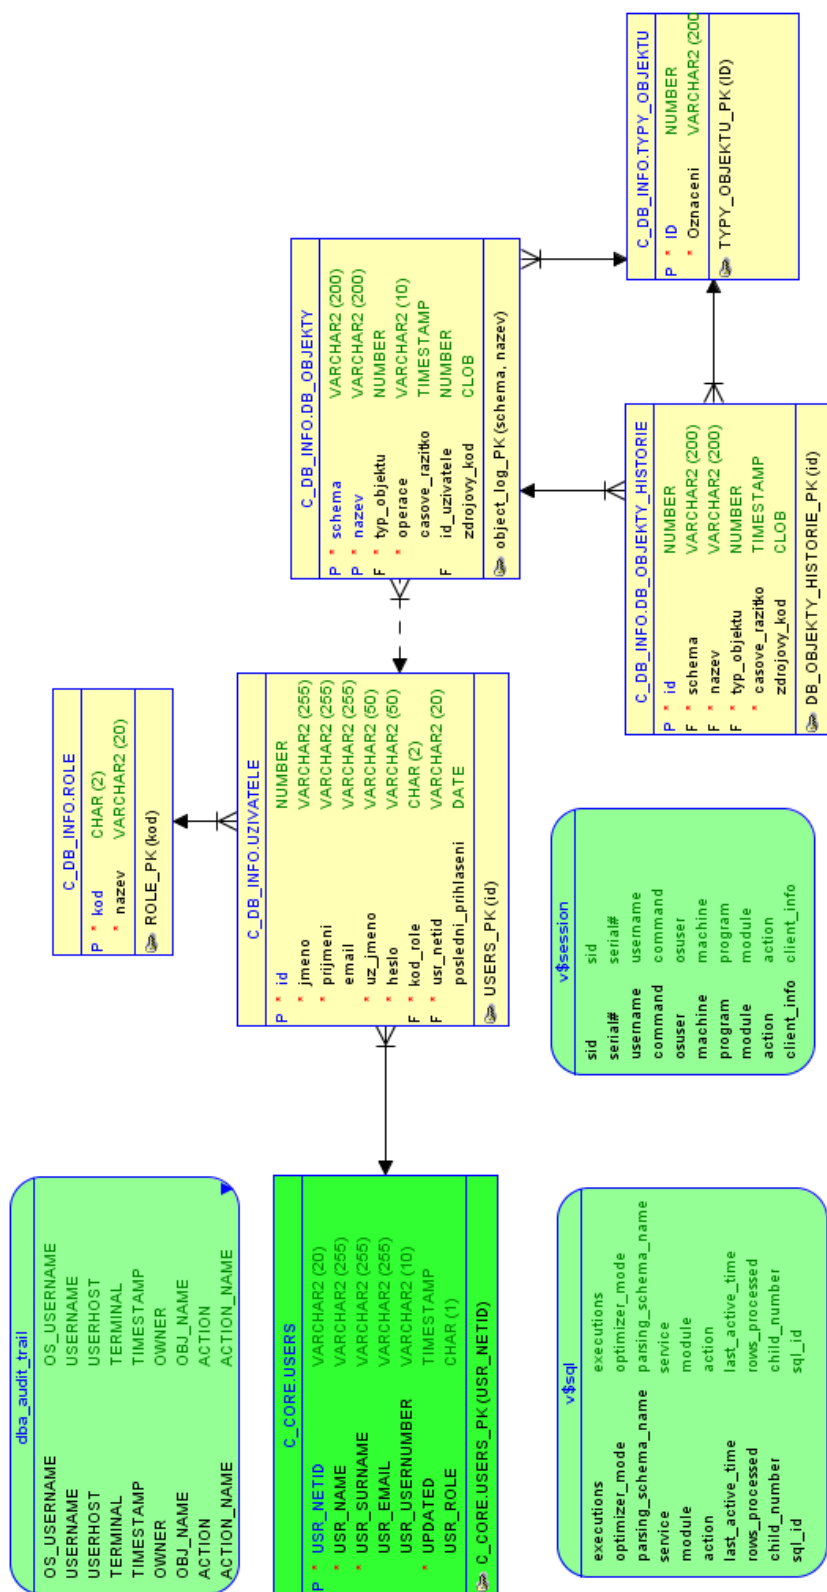 dba_audit_trail
OS_USERNAME OS_USERNAME
USERNAME USERNAME
USERHOST USERHOST
TERMINAL TERMINAL
TIMESTAMP TIMESTAMP
OWNER OWNER
OBJ_NAME OBJ_NAME
ACTION ACTION
ACTION_NAME ACTION_NAME
C_CORE.USERS
P * USR_NETID VARCHAR2 (20)
* USR_NAME VARCHAR2 (255)
* USR_SURNAME VARCHAR2 (255)
USR_EMAIL VARCHAR2 (255)
USR_USERNUMBER VARCHAR2 (10)
* UPDATED TIMESTAMP
USR_ROLE CHAR (1)
C_CORE.USERS_PK (USR_NETID)
v$sql
executions executions
optimizer_mode optimizer_mode
parsing_schema_name parsing_schema_name
service service
module module
action action
last_active_time last_active_time
rows_processed rows_processed
child_number child_number
sql_id sql_id
C_DB_INFO.ROLE
P * kod CHAR (2)
* nazev VARCHAR2 (20)
ROLE_PK (kod)
C_DB_INFO.UZIVATELE
P * id NUMBER
* jmeno VARCHAR2 (255)
* prijmeni VARCHAR2 (255)
email VARCHAR2 (255)
* uz_jmeno VARCHAR2 (50)
* heslo VARCHAR2 (50)
F * kod_role CHAR (2)
F * usr_netid VARCHAR2 (20)
posledni_prihlaseni DATE
USERS_PK (id)
v$session
sid sid
serial# serial#
username username
command command
osuser osuser
machine machine
program program
module module
action action
client_info client_info
C_DB_INFO.DB_OBJEKTY
P * schema VARCHAR2 (200)
P * nazev VARCHAR2 (200)
F * typ_objektu NUMBER
* operace VARCHAR2 (10)
casove_razitko TIMESTAMP
F id_uzivatele NUMBER
zdrojovy_kod CLOB
object_log_PK (schema, nazev)
C_DB_INFO.DB_OBJEKTY_HISTORIE
P * id NUMBER
F * schema VARCHAR2 (200)
F * nazev VARCHAR2 (200)
F * typ_objektu NUMBER
* casove_razitko TIMESTAMP
zdrojovy_kod CLOB
DB_OBJEKTY_HISTORIE_PK (id)
C_DB_INFO.TYPY_OBJEKTU
P * ID NUMBER
* Oznaceni VARCHAR2 (200
TYPY_OBJEKTU_PK (ID)